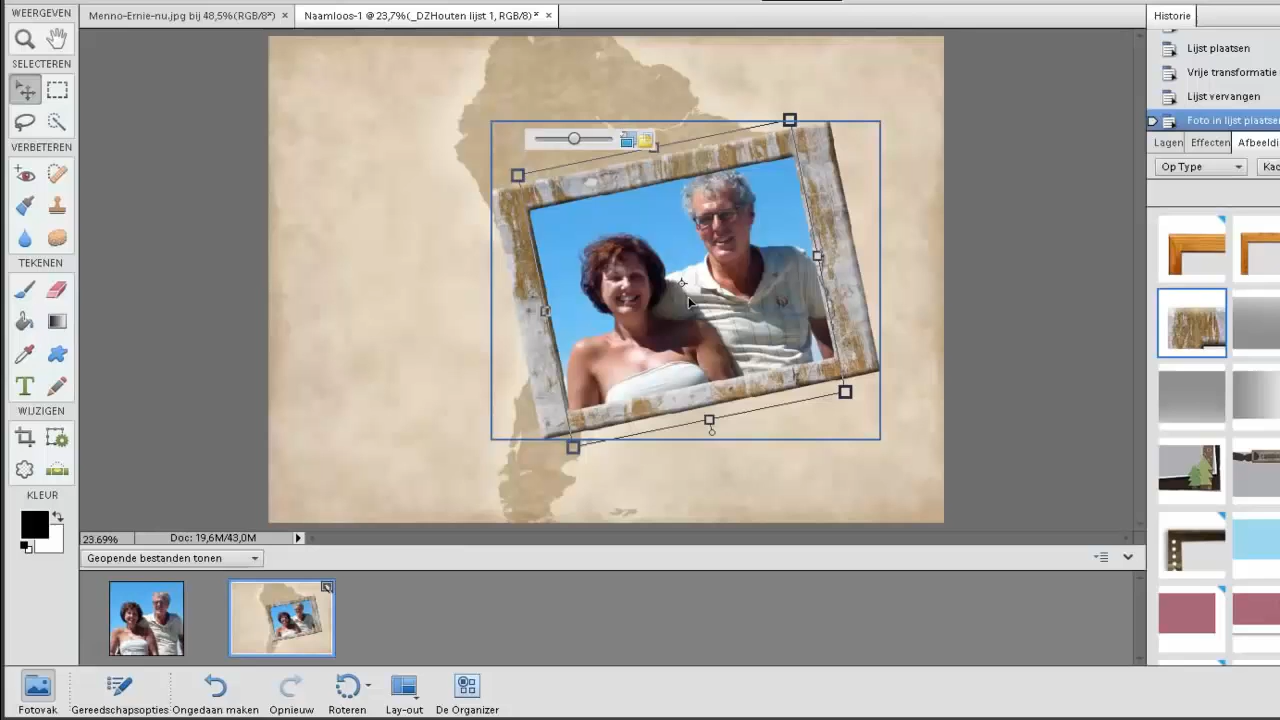 WEERGEVEN
SELECTEREN
VERBETEREN
TEKENEN
T
WIJZIGEN
KLEUR
Menno-Ernie-nu.jpg bij 48,5%(RGB/8*) ×
Naamloos-1 @ 23,7%(_DZHouten lijst 1, RGB/8) * ×
23.69%
Doc: 19,6M/43,0M
Geopende bestanden tonen
Historie
Lijst plaatsen
Vrije transformatie
Lijst vervangen
Foto in lijst plaatse
Lagen
Effecten
Afbeeldi
Op Type
Kac
Fotovak
Gereedschapsopties
Ongedaan maken
Opnieuw
Roteren
Lay-out
De Organizer